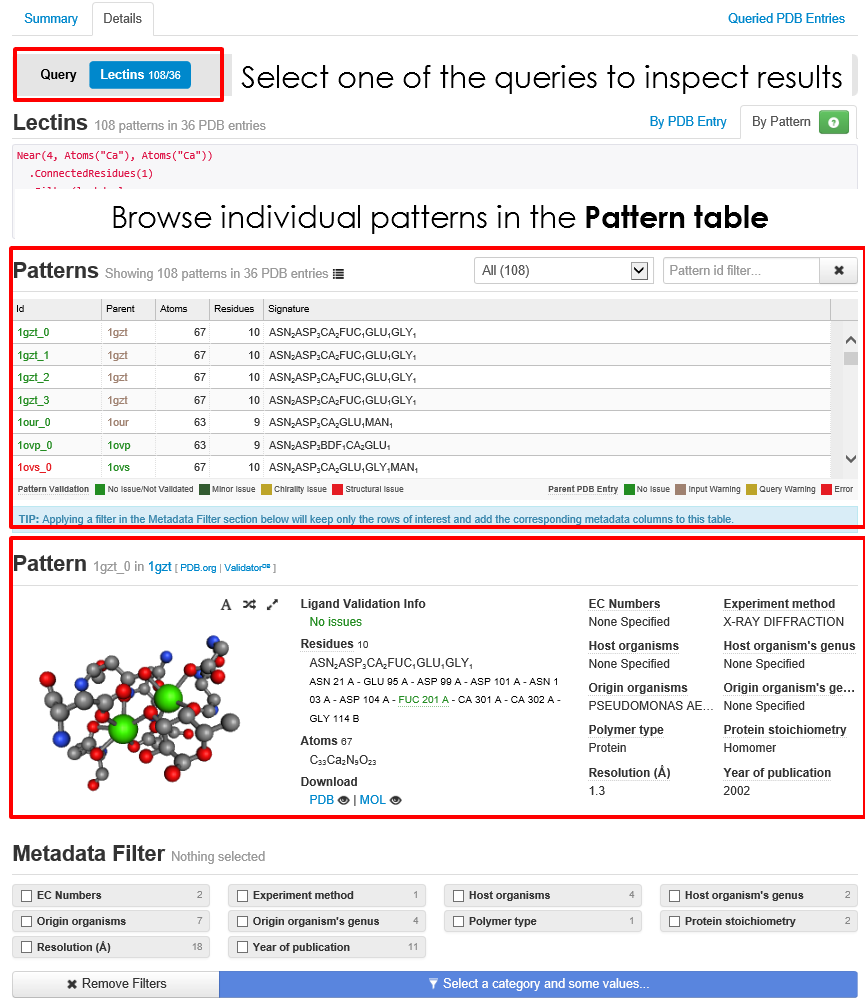 Summary Details Queried PDB Entries
Query Lectins 108/36 Select one of the queries to inspect results
Lectins 108 patterns in 36 PDB entries By PDB Entry By Pattern ?
Near(4, Atoms("Ca"), Atoms("Ca"))
.ConnectedResidues(1)
Browse individual patterns in the Pattern table
Patterns Showing 108 patterns in 36 PDB entries All (108) Pattern id filter...
Id Parent Atoms Residues Signature
1gzt_0 1gzt 67 10 ASN₂ASP₃CA₂FUC₁GLU₁GLY₁
1gzt_1 1gzt 67 10 ASN₂ASP₃CA₂FUC₁GLU₁GLY₁
1gzt_2 1gzt 67 10 ASN₂ASP₃CA₂FUC₁GLU₁GLY₁
1gzt_3 1gzt 67 10 ASN₂ASP₃CA₂FUC₁GLU₁GLY₁
1our_0 1our 63 9 ASN₂ASP₃CA₂GLU₁MAN₁
1ovp_0 1ovp 63 9 ASN₂ASP₃BDF₁CA₂GLU₁
1ovs_0 1ovs 67 10 ASN₂ASP₃CA₂GLU₁GLY₁MAN₁
Pattern Validation No Issue/Not Validated Minor Issue Chirality Issue Structural Issue Parent PDB Entry No Issue Input Warning Query Warning Error
TIP: Applying a filter in the Metadata Filter section below will keep only the rows of interest and add the corresponding metadata columns to this table.
Pattern 1gzt_0 in 1gzt [ PDB.org | ValidatorDB ]
A
Ligand Validation Info
No issues
Residues 10
ASN₂ASP₃CA₂FUC₁GLU₁GLY₁
ASN 21 A - GLU 95 A - ASP 99 A - ASP 101 A - ASN 1
03 A - ASP 104 A - FUC 201 A - CA 301 A - CA 302 A -
GLY 114 B
Atoms 67
C₃₃Ca₂N₉O₂₃
Download
PDB | MOL
EC Numbers
None Specified
Host organisms
None Specified
Origin organisms
PSEUDOMONAS AE...
Polymer type
Protein
Resolution (Å)
1.3
Experiment method
X-RAY DIFFRACTION
Host organism's genus
None Specified
Origin organism's ge...
None Specified
Protein stoichiometry
Homomer
Year of publication
2002
Metadata Filter Nothing selected
EC Numbers 2 Experiment method 1 Host organisms 4 Host organism's genus 2
Origin organisms 7 Origin organism's genus 4 Polymer type 1 Protein stoichiometry 2
Resolution (Å) 18 Year of publication 11
Remove Filters Select a category and some values...